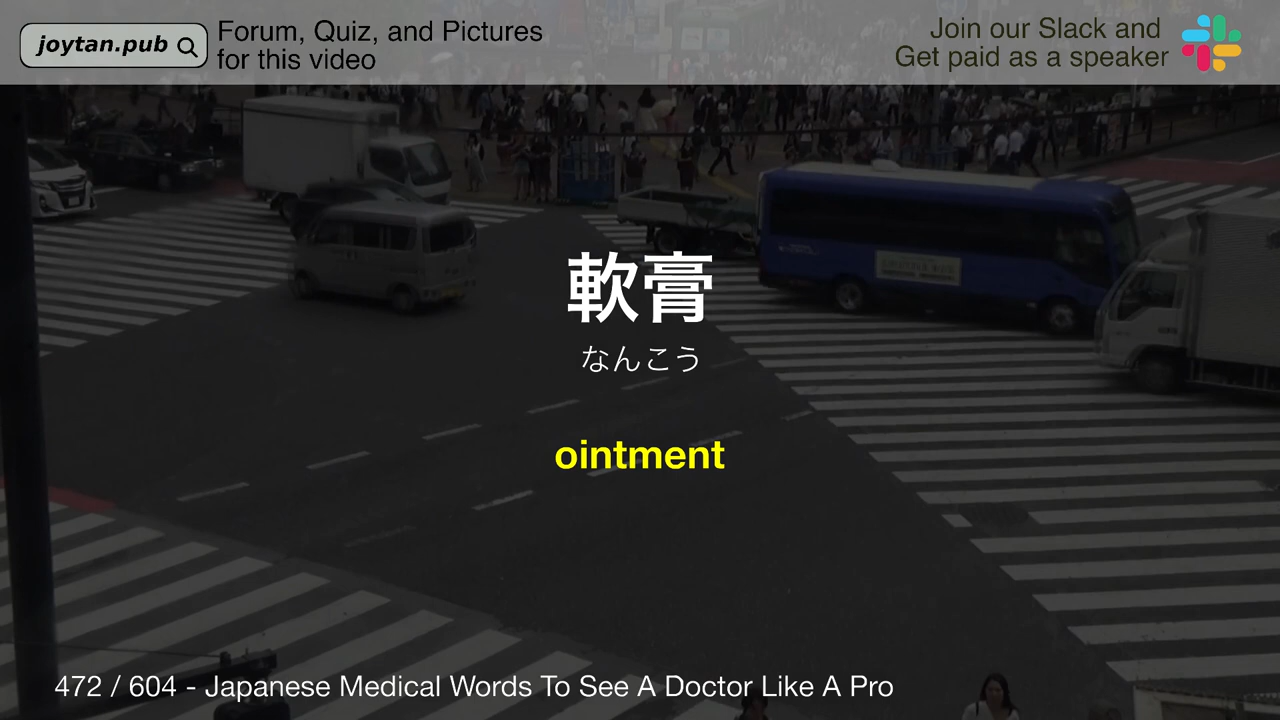 joytan.pub
Forum, Quiz, and Pictures
for this video
Join our Slack and
Get paid as a speaker
軟膏
なんこう
ointment
472 / 604 - Japanese Medical Words To See A Doctor Like A Pro